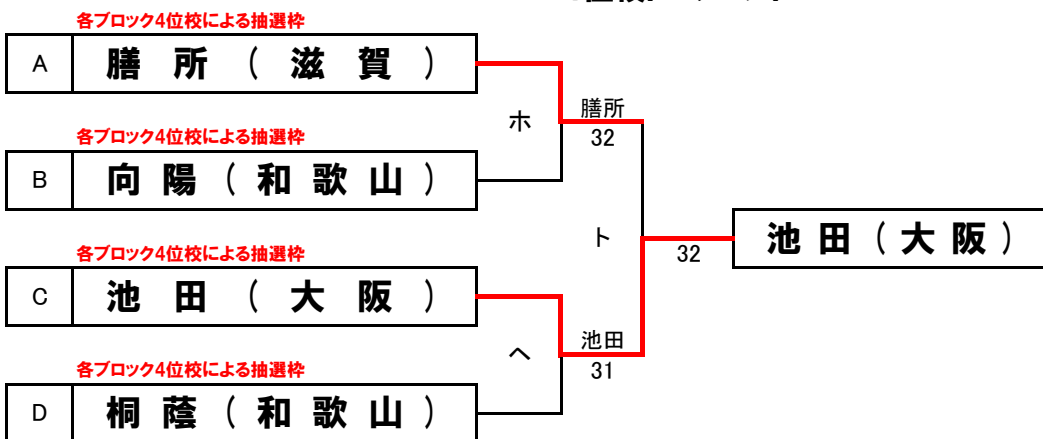 各ブロック4位校による抽選枠
A 膳所(滋賀)
ホ
膳所
32
各ブロック4位校による抽選枠
B 向陽(和歌山)
ト
32
池田(大阪)
各ブロック4位校による抽選枠
C 池田(大阪)
ヘ
池田
31
各ブロック4位校による抽選枠
D 桐蔭(和歌山)